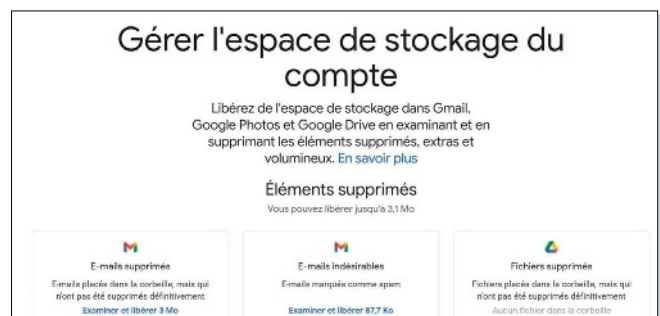 Gérer l'espace de stockage du
compte
Libérez de l'espace de stockage dans Gmail,
Google Photos et Google Drive en examinant et en
supprimant les éléments supprimés, extras et
volumineux. En savoir plus
Éléments supprimés
Vous pouvez libérer jusqu'à 3,1 Mo
E-mails supprimés
E-mails placés dans la corbeille, mais qui
n'ont pas été supprimés définitivement
Examiner et libérer 3 Mo
E-mails indésirables
E-mails marqués comme spam
Examiner et libérer 87,7 Ko
Fichiers supprimés
Fichiers placés dans la corbeille, mais qui
n'ont pas été supprimés définitivement
Aucun fichier dans la corbeille